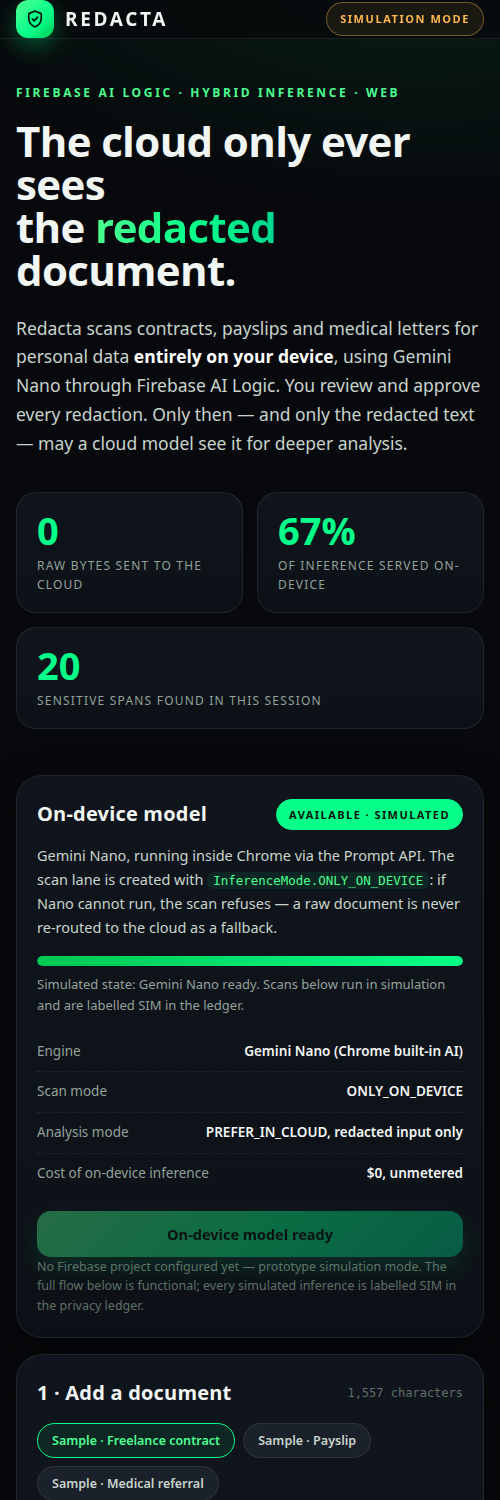 REDACTA
SIMULATION MODE
FIREBASE AI LOGIC · HYBRID INFERENCE · WEB
The cloud only ever
sees
the redacted
document.
Redacta scans contracts, payslips and medical letters for
personal data entirely on your device, using Gemini
Nano through Firebase AI Logic. You review and approve
every redaction. Only then — and only the redacted text
— may a cloud model see it for deeper analysis.
0
RAW BYTES SENT TO THE
CLOUD
67%
OF INFERENCE SERVED ON-
DEVICE
20
SENSITIVE SPANS FOUND IN THIS SESSION
On-device model
AVAILABLE · SIMULATED
Gemini Nano, running inside Chrome via the Prompt API. The
scan lane is created with InferenceMode.ONLY_ON_DEVICE : if
Nano cannot run, the scan refuses — a raw document is never
re-routed to the cloud as a fallback.
Simulated state: Gemini Nano ready. Scans below run in simulation
and are labelled SIM in the ledger.
Engine
Gemini Nano (Chrome built-in AI)
Scan mode
ONLY_ON_DEVICE
Analysis mode
PREFER_IN_CLOUD, redacted input only
Cost of on-device inference
$0, unmetered
On-device model ready
No Firebase project configured yet — prototype simulation mode. The
full flow below is functional; every simulated inference is labelled SIM in
the privacy ledger.
1 · Add a document
1,557 characters
Sample · Freelance contract
Sample · Payslip
Sample · Medical referral